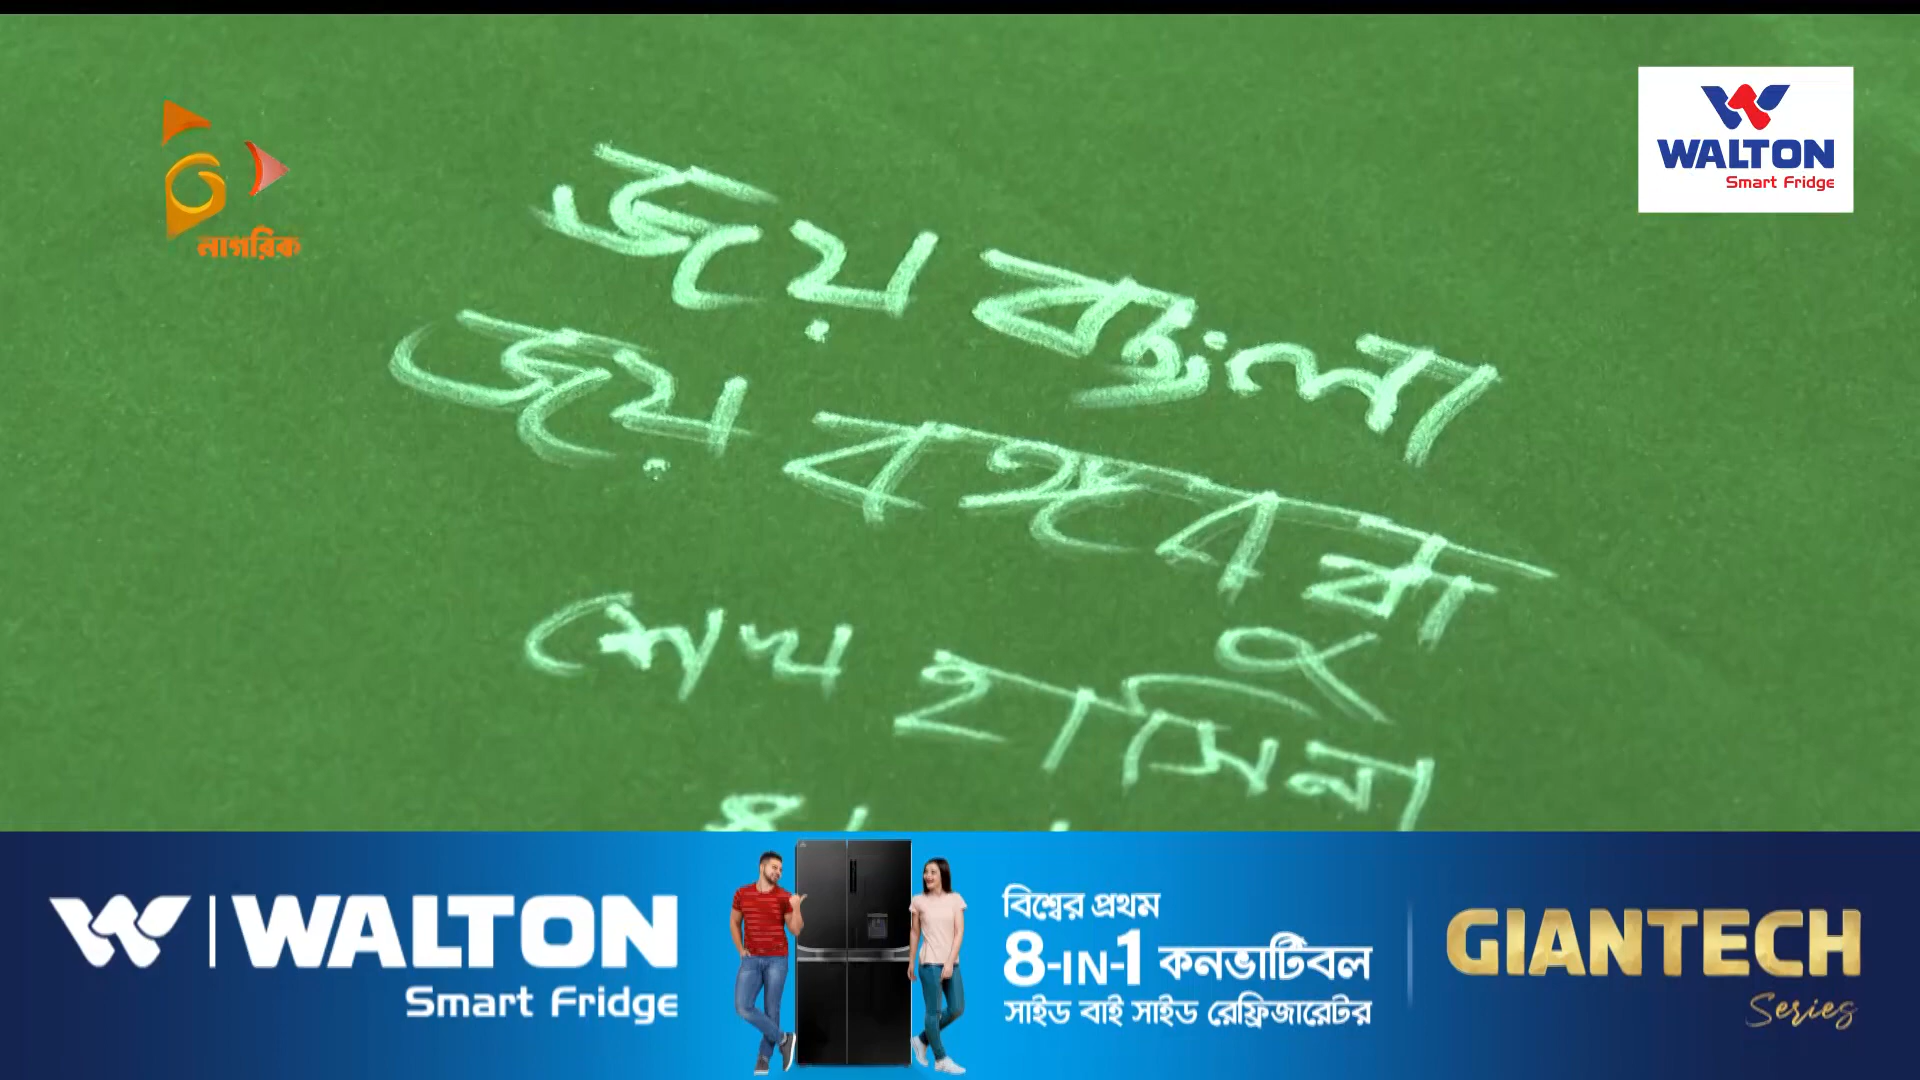 নাগরিক
WALTON
Smart Fridge
জয় বাংলা
জয় বঙ্গবন্ধু
শেখ হাসিনা
WALTON
Smart Fridge
বিশ্বের প্রথম
8-IN-1 কনভার্টিবল
সাইড বাই সাইড রেফ্রিজারেটর
GIANTECH
Series